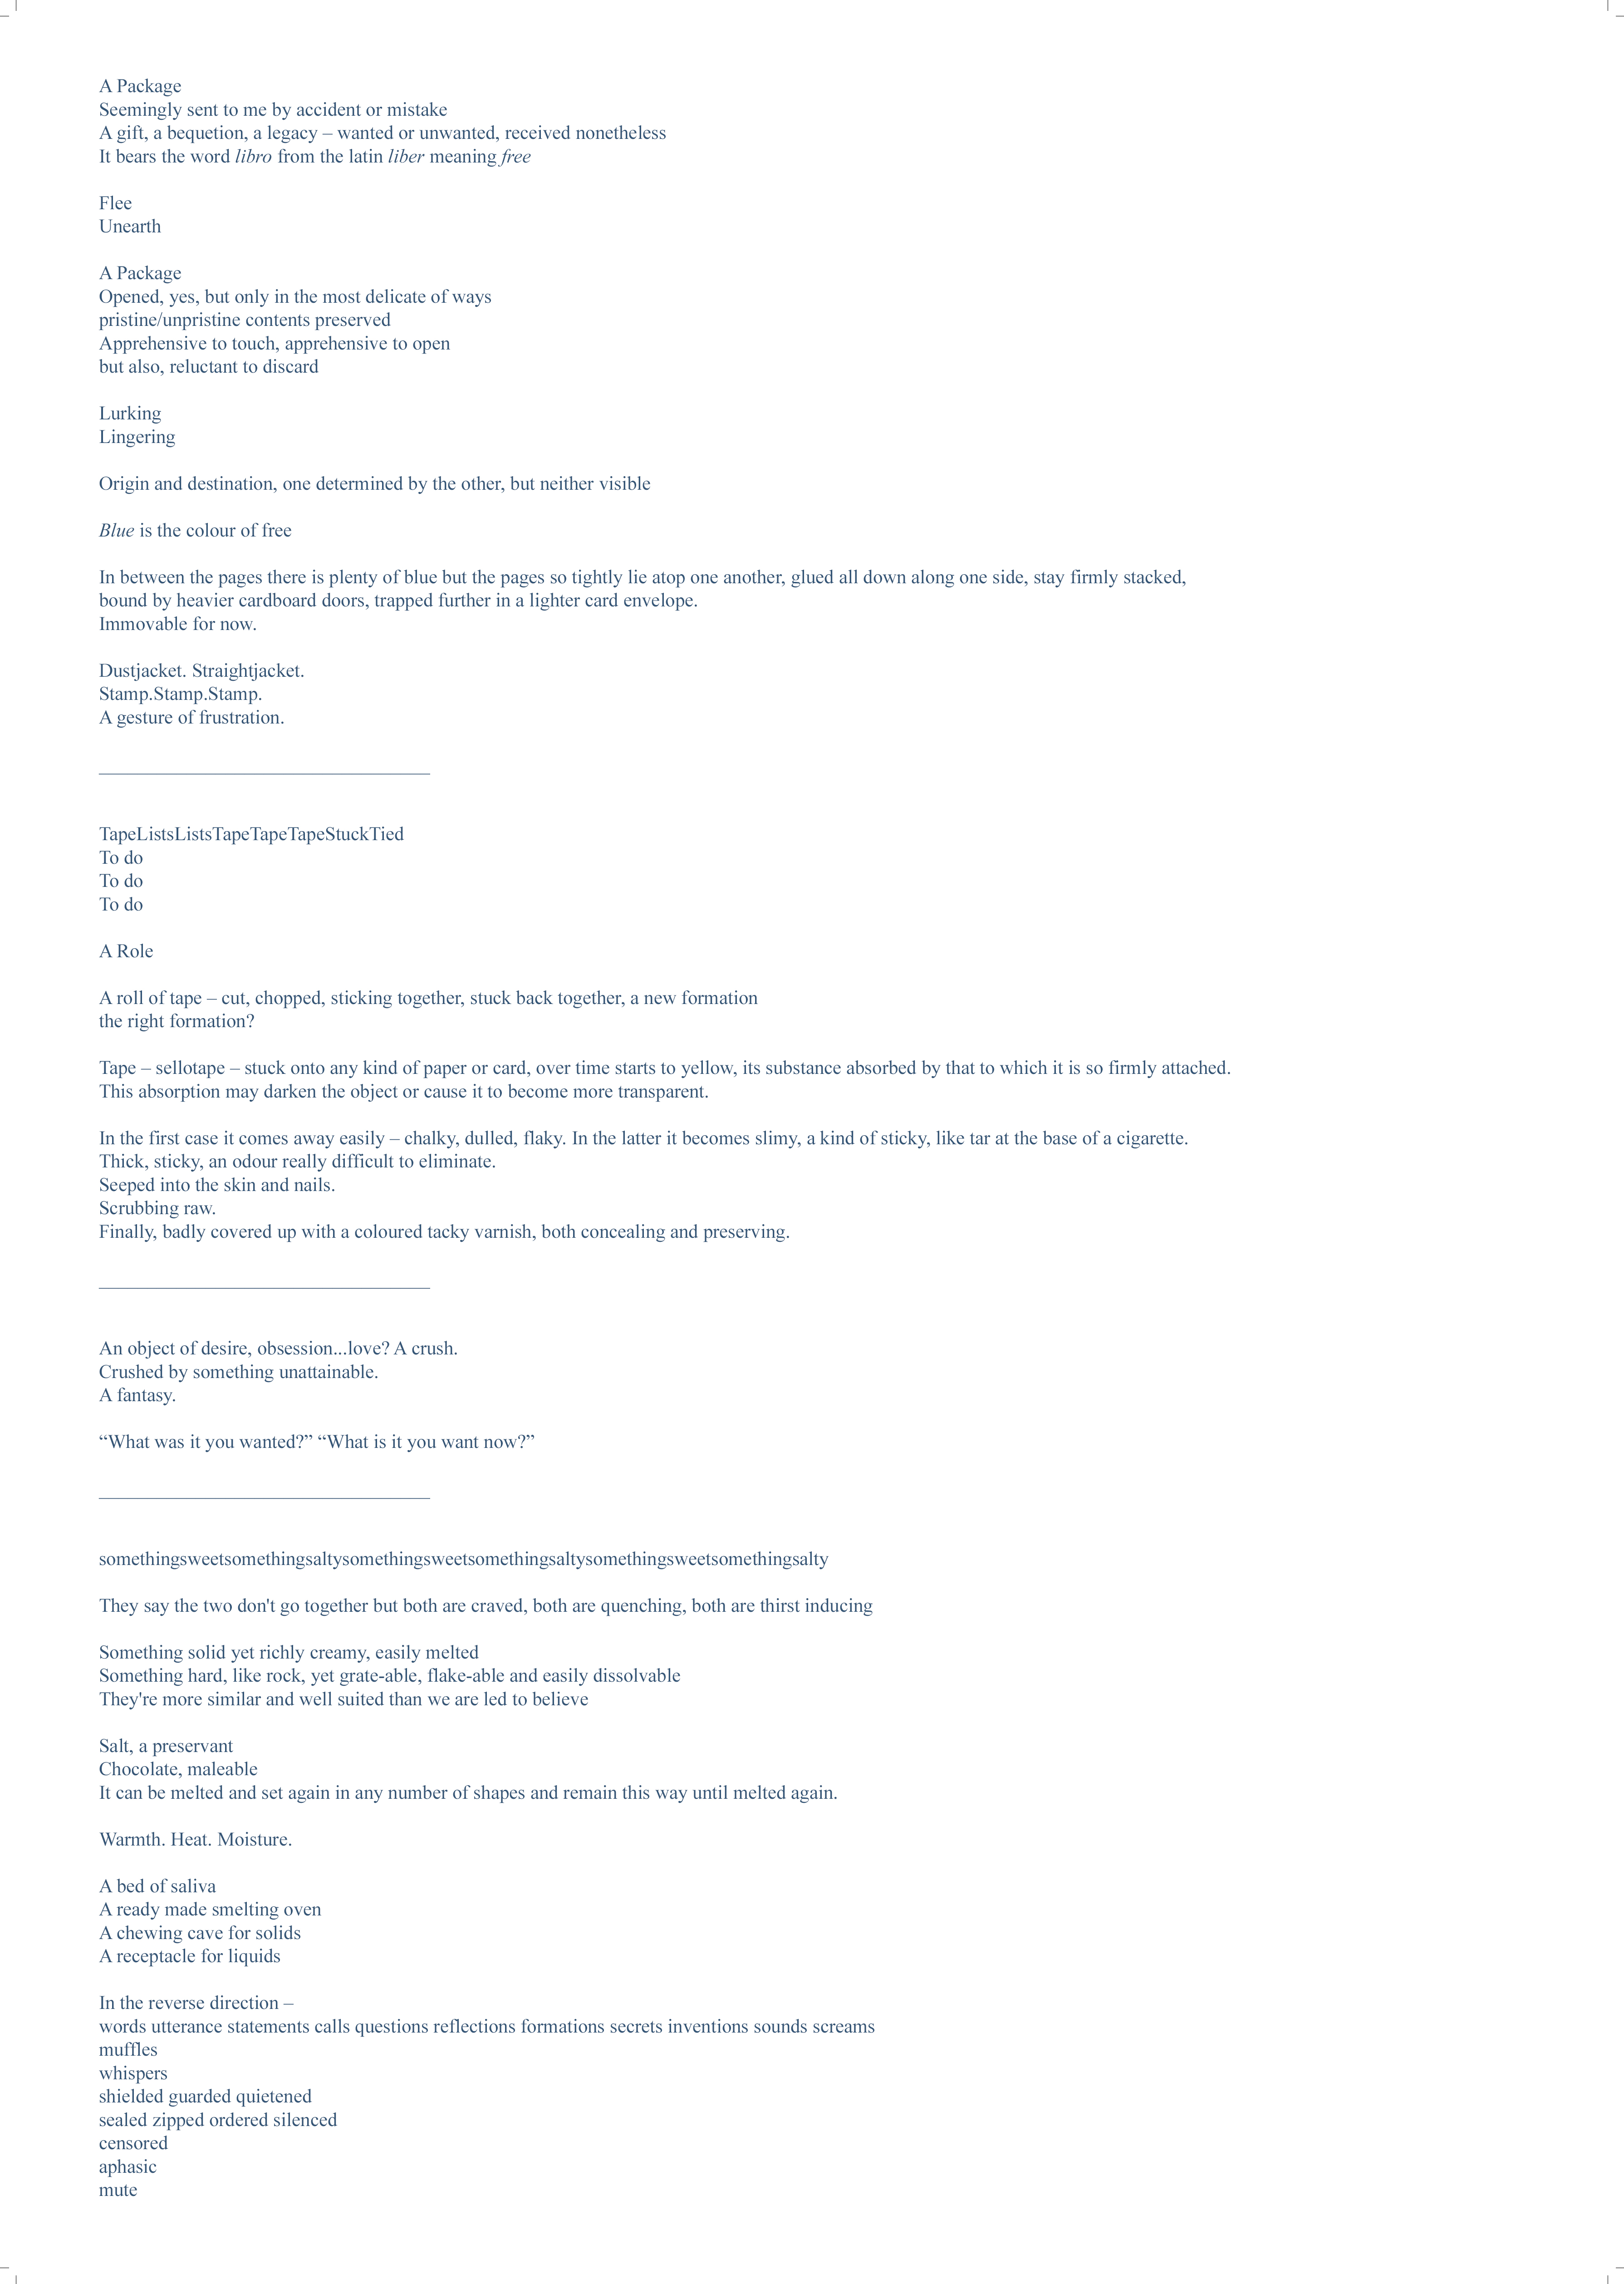 A Package
Seemingly sent to me by accident or mistake
A gift, a bequetion, a legacy – wanted or unwanted, received nonetheless
It bears the word libro from the latin liber meaning free
Flee
Unearth
A Package
Opened, yes, but only in the most delicate of ways
pristine/unpristine contents preserved
Apprehensive to touch, apprehensive to open
but also, reluctant to discard
Lurking
Lingering
Origin and destination, one determined by the other, but neither visible
Blue is the colour of free
In between the pages there is plenty of blue but the pages so tightly lie atop one another, glued all down along one side, stay firmly stacked,
bound by heavier cardboard doors, trapped further in a lighter card envelope.
Immovable for now.
Dustjacket. Straightjacket.
Stamp.Stamp.Stamp.
A gesture of frustration.
TapeListsListsTapeTapeTapeStuckTied
To do
To do
To do
A Role
A roll of tape – cut, chopped, sticking together, stuck back together, a new formation
the right formation?
Tape – sellotape – stuck onto any kind of paper or card, over time starts to yellow, its substance absorbed by that to which it is so firmly attached.
This absorption may darken the object or cause it to become more transparent.
In the first case it comes away easily – chalky, dulled, flaky. In the latter it becomes slimy, a kind of sticky, like tar at the base of a cigarette.
Thick, sticky, an odour really difficult to eliminate.
Seeped into the skin and nails.
Scrubbing raw.
Finally, badly covered up with a coloured tacky varnish, both concealing and preserving.
An object of desire, obsession...love? A crush.
Crushed by something unattainable.
A fantasy.
“What was it you wanted?” “What is it you want now?”
somethingsweetsomethingsaltysomethingsweetsomethingsaltysomethingsweetsomethingsalty
They say the two don't go together but both are craved, both are quenching, both are thirst inducing
Something solid yet richly creamy, easily melted
Something hard, like rock, yet grate-able, flake-able and easily dissolvable
They're more similar and well suited than we are led to believe
Salt, a preservant
Chocolate, maleable
It can be melted and set again in any number of shapes and remain this way until melted again.
Warmth. Heat. Moisture.
A bed of saliva
A ready made smelting oven
A chewing cave for solids
A receptacle for liquids
In the reverse direction –
words utterance statements calls questions reflections formations secrets inventions sounds screams
muffles
whispers
shielded guarded quietened
sealed zipped ordered silenced
censored
aphasic
mute